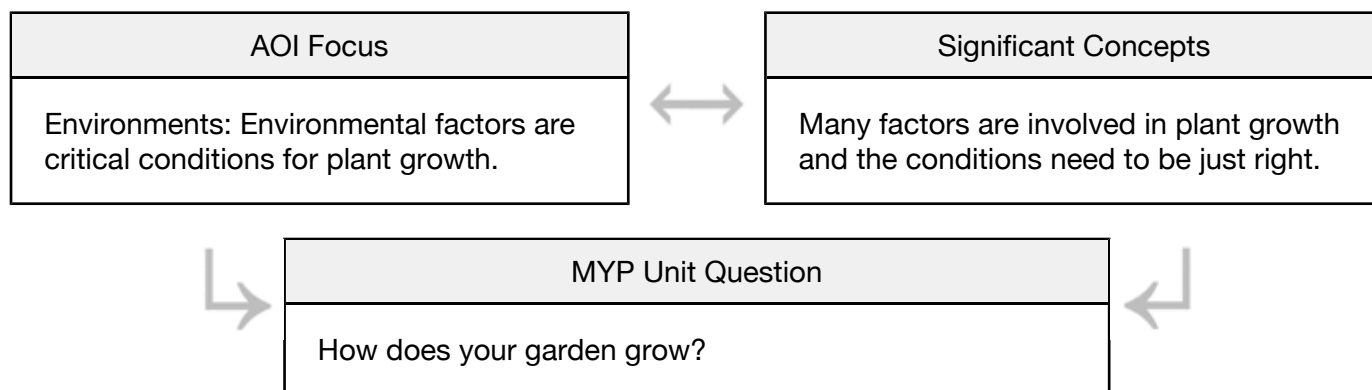 AOI Focus
Environments: Environmental factors are
critical conditions for plant growth.
Significant Concepts
Many factors are involved in plant growth
and the conditions need to be just right.
MYP Unit Question
How does your garden grow?